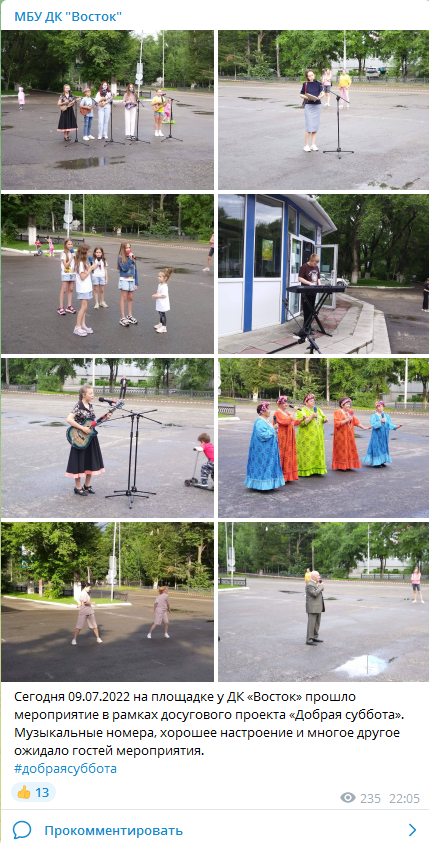 МБУ ДК "Восток"
Сегодня 09.07.2022 на площадке у ДК «Восток» прошло
мероприятие в рамках досугового проекта «Добрая суббота».
Музыкальные номера, хорошее настроение и многое другое
ожидало гостей мероприятия.
#добраясуббота
👍 13
235 22:05
Прокомментировать